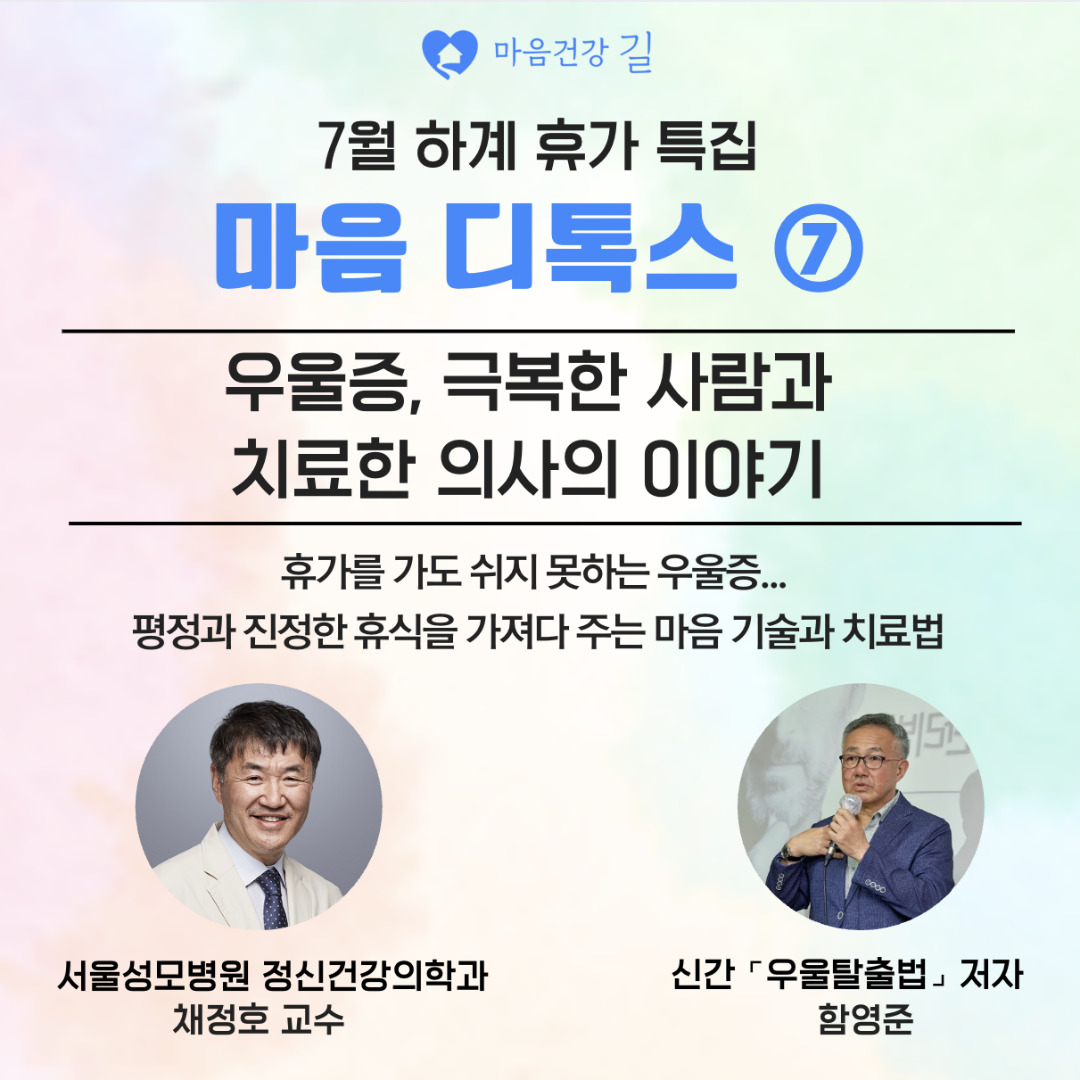 마음건강 길
7월 하계 휴가 특집
마음 디톡스 ⑦
우울증, 극복한 사람과
치료한 의사의 이야기
휴가를 가도 쉬지 못하는 우울증...
평정과 진정한 휴식을 가져다 주는 마음 기술과 치료법
서울성모병원 정신건강의학과
채정호 교수
신간「우울탈출법」저자
함영준